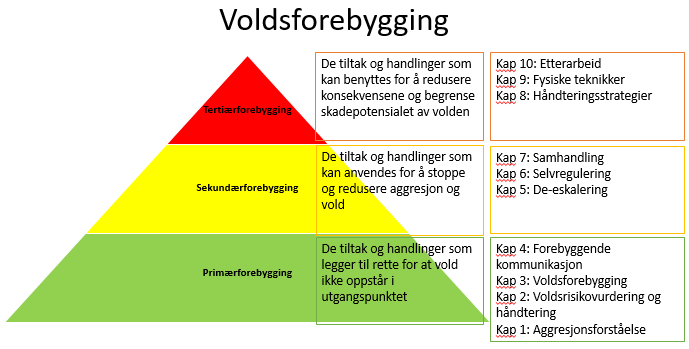 Voldsforebygging
Tertiærforebygging
De tiltak og handlinger som
kan benyttes for å redusere
konsekvensene og begrense
skadepotensialet av volden
Kap 10: Etterarbeid
Kap 9: Fysiske teknikker
Kap 8: Håndteringsstrategier
Sekundærforebygging
De tiltak og handlinger som
kan anvendes for å stoppe
og redusere aggresjon og
vold
Kap 7: Samhandling
Kap 6: Selvregulering
Kap 5: De-eskalering
Primærforebygging
De tiltak og handlinger som
legger til rette for at vold
ikke oppstår i
utgangspunktet
Kap 4: Forebyggende
kommunikasjon
Kap 3: Voldsforebygging
Kap 2: Voldsrisikovurdering og
håndtering
Kap 1: Aggresjonsforståelse